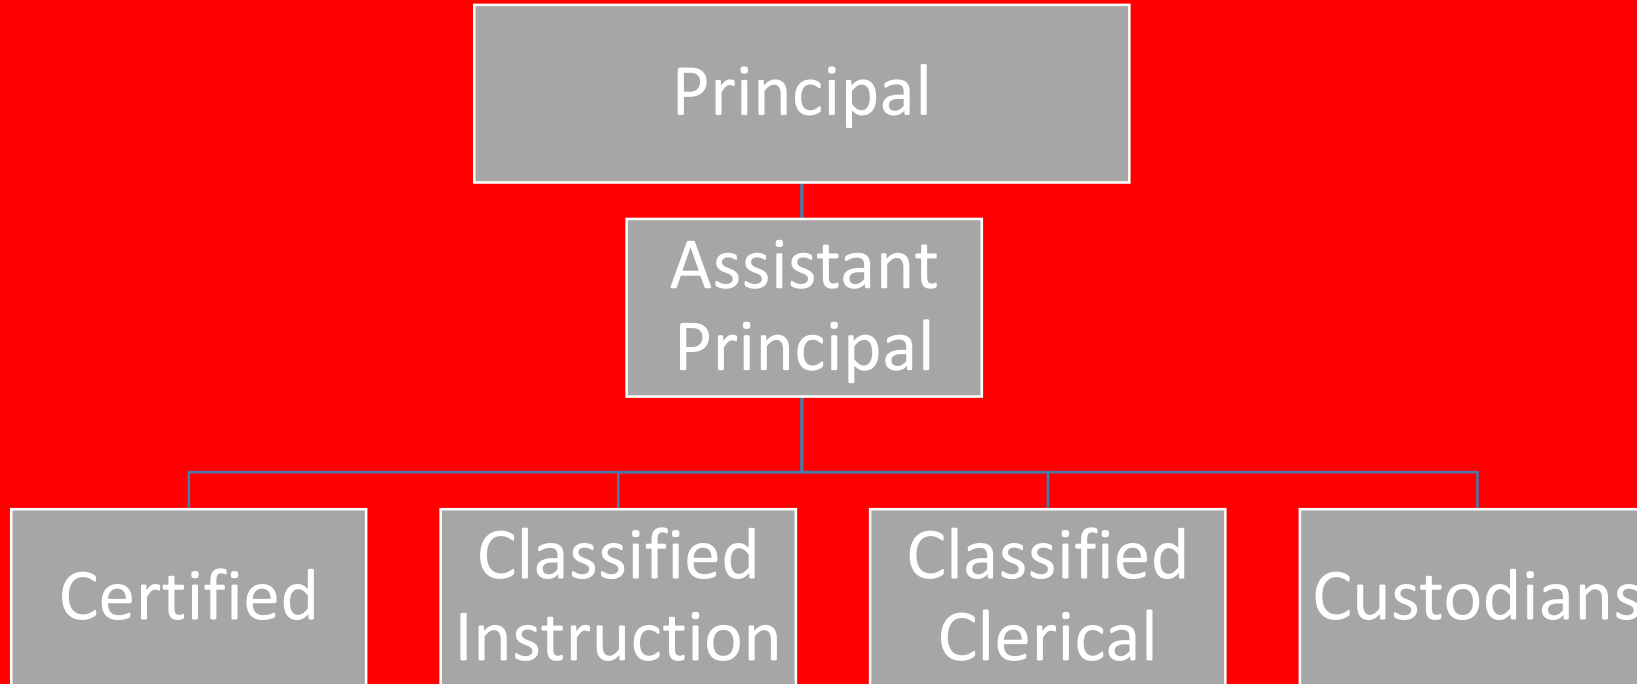 Principal
Assistant
Principal
Certified
Classified
Instruction
Classified
Clerical
Custodians